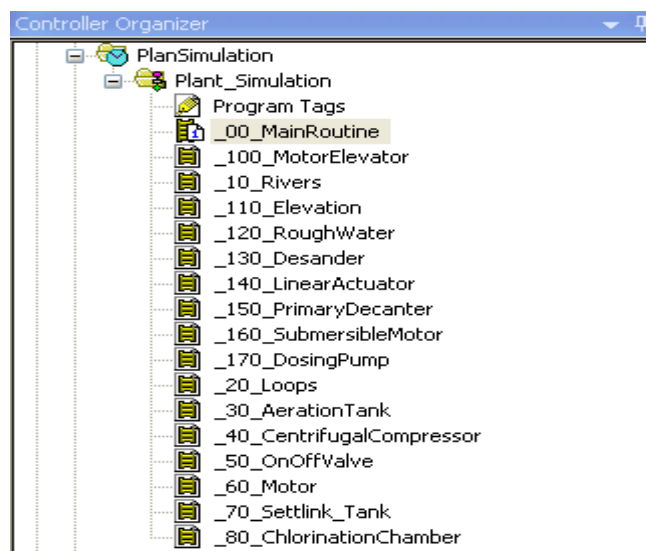 Controller Organizer
PlanSimulation
Plant_Simulation
Program Tags
_00_MainRoutine
_100_MotorElevator
_10_Rivers
_110_Elevation
_120_RoughWater
_130_Desander
_140_LinearActuator
_150_PrimaryDecanter
_160_SubmersibleMotor
_170_DosingPump
_20_Loops
_30_AerationTank
_40_CentrifugalCompressor
_50_OnOffValve
_60_Motor
_70_Settlink_Tank
_80_ChlorinationChamber